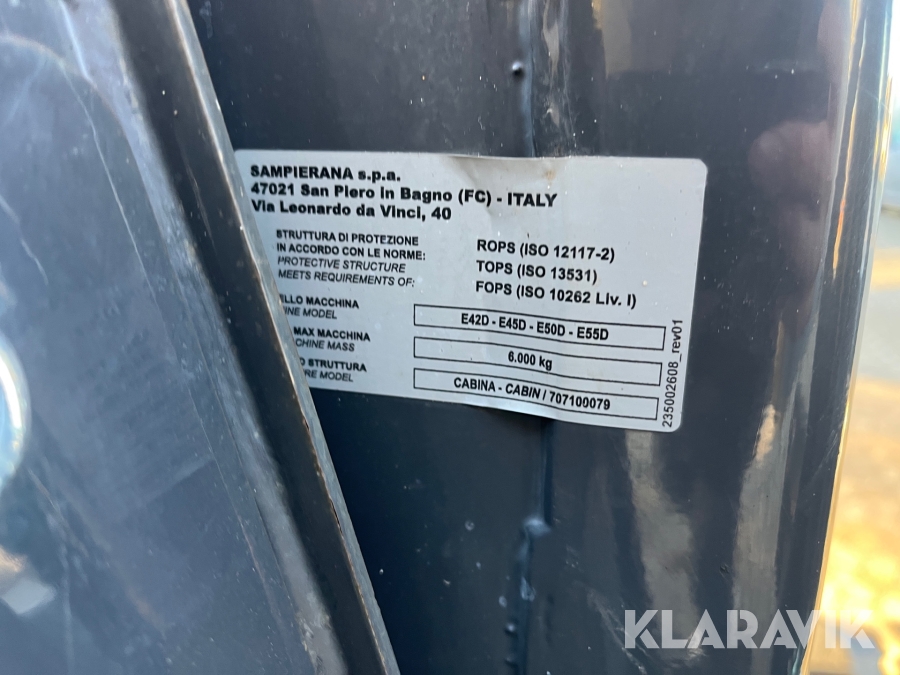 SAMPIERANA s.p.a.
47021 San Piero in Bagno (FC) - ITALY
Via Leonardo da Vinci, 40
STRUTTURA DI PROTEZIONE
IN ACCORDO CON LE NORME:
PROTECTIVE STRUCTURE
MEETS REQUIREMENTS OF:
ROPS (ISO 12117-2)
TOPS (ISO 13531)
FOPS (ISO 10262 Liv. I)
MACCHINA
MODEL
E42D - E45D - E50D - E55D
MAX MACCHINA
MASS
6.000 kg
STRUTTURA
MODEL
CABINA - CABIN / 707100079
235002608_rev01
KLARAVIK